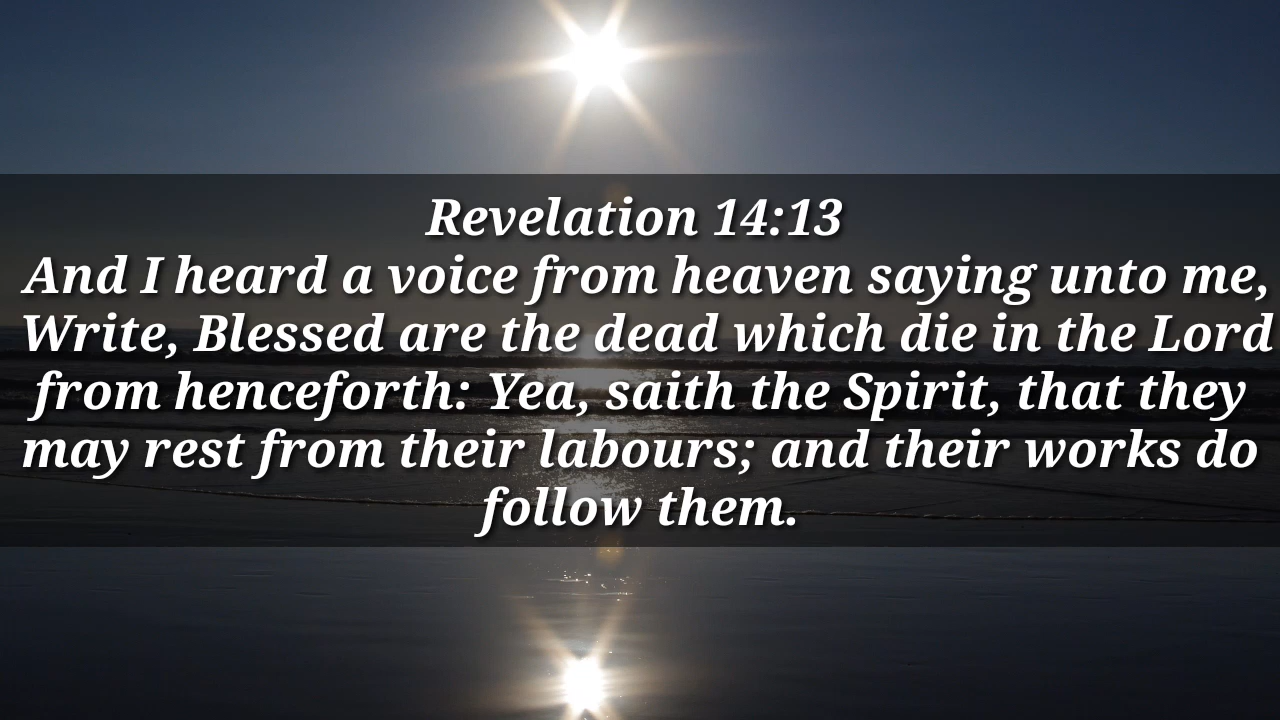 Revelation 14:13
And I heard a voice from heaven saying unto me,
Write, Blessed are the dead which die in the Lord
from henceforth: Yea, saith the Spirit, that they
may rest from their labours; and their works do
follow them.